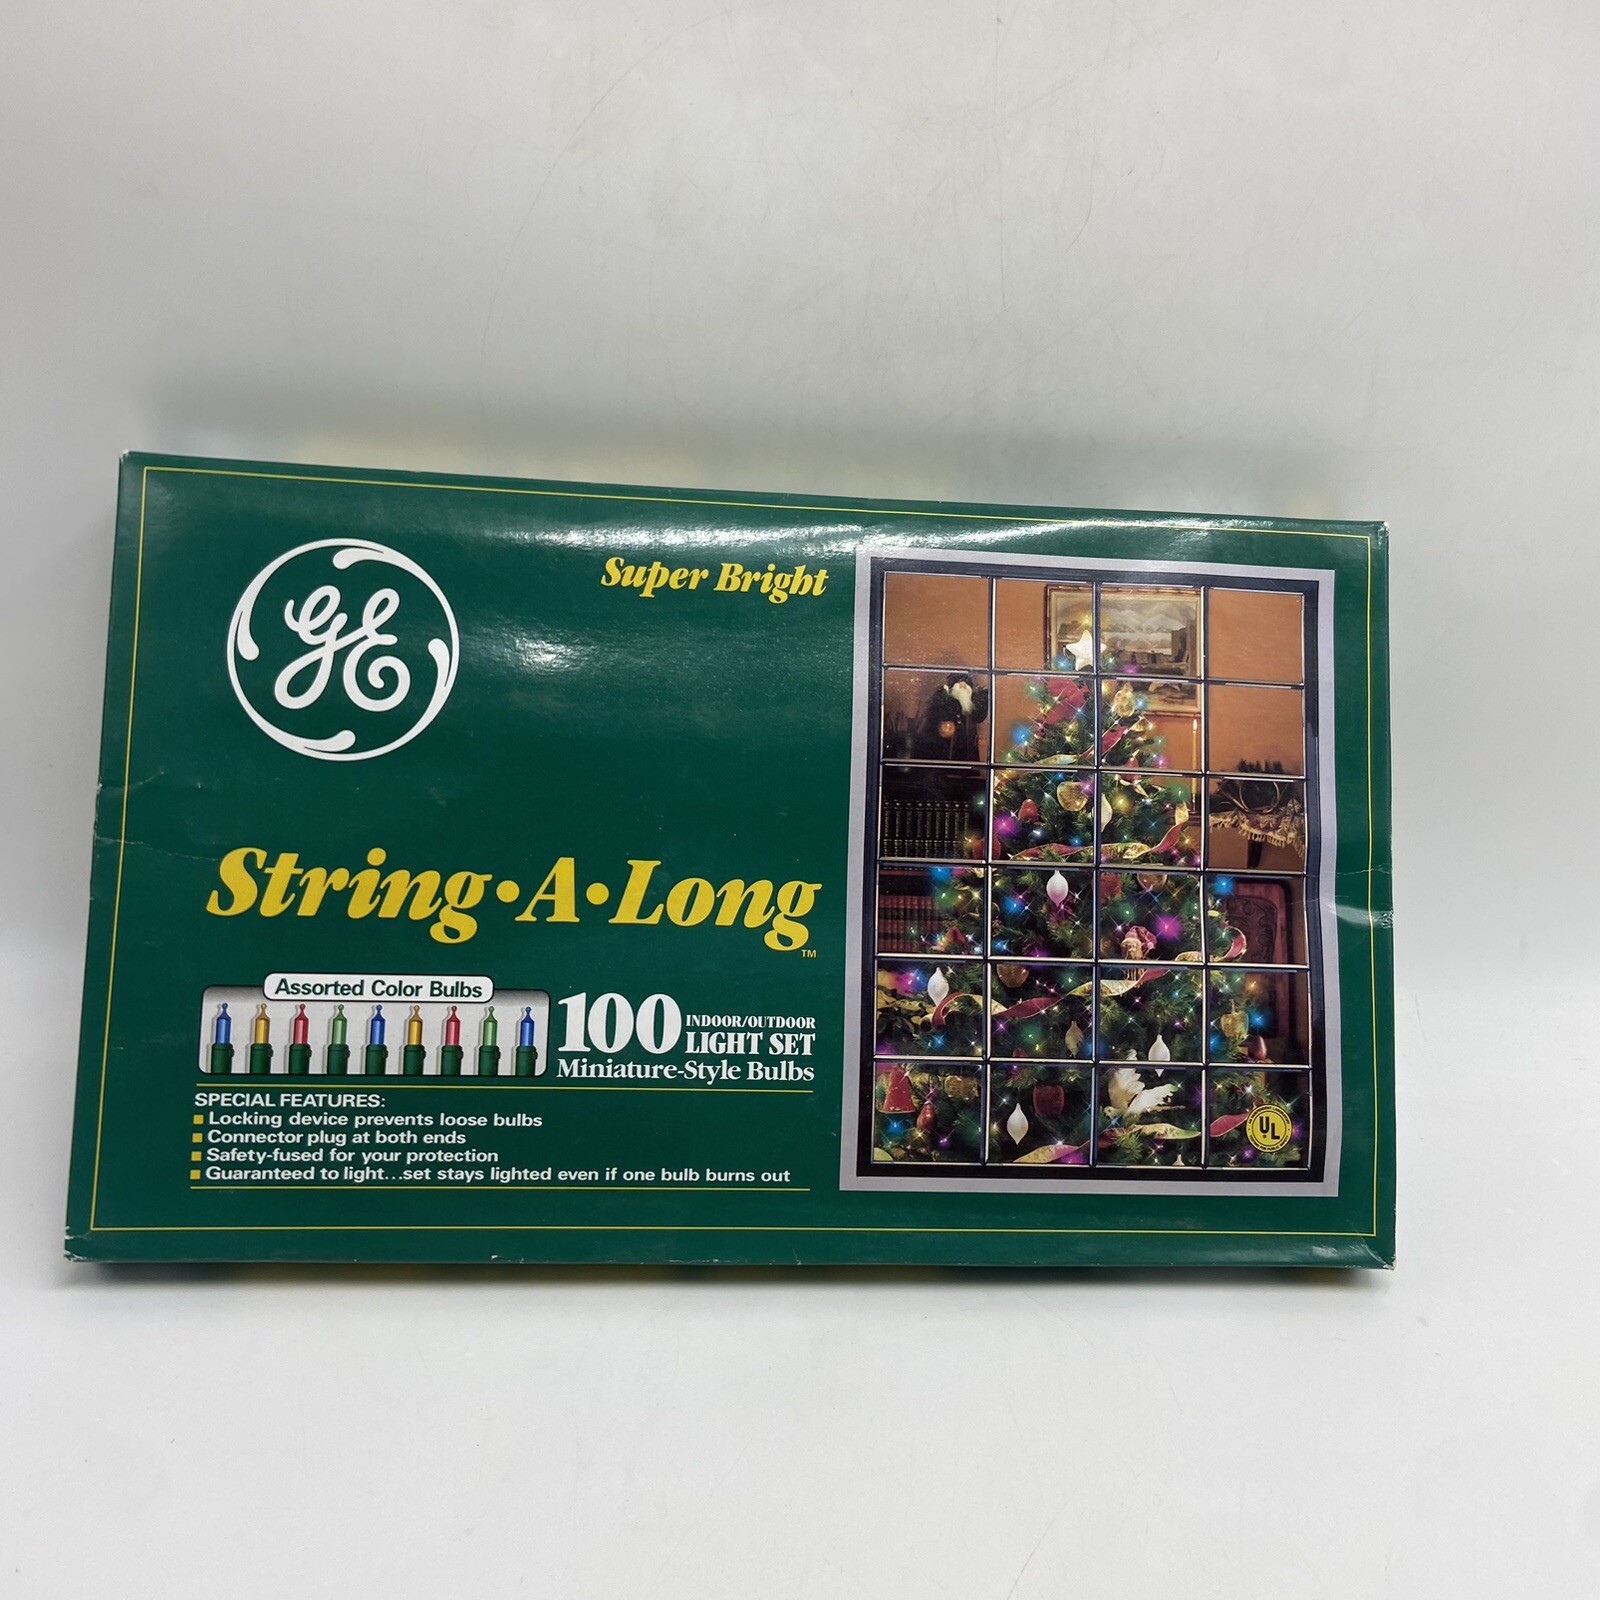 GE
Super Bright
String•A•Long
TM
Assorted Color Bulbs
100
INDOOR/OUTDOOR
LIGHT SET
Miniature-Style Bulbs
SPECIAL FEATURES:
Locking device prevents loose bulbs
Connector plug at both ends
Safety-fused for your protection
Guaranteed to light...set stays lighted even if one bulb burns out
UL